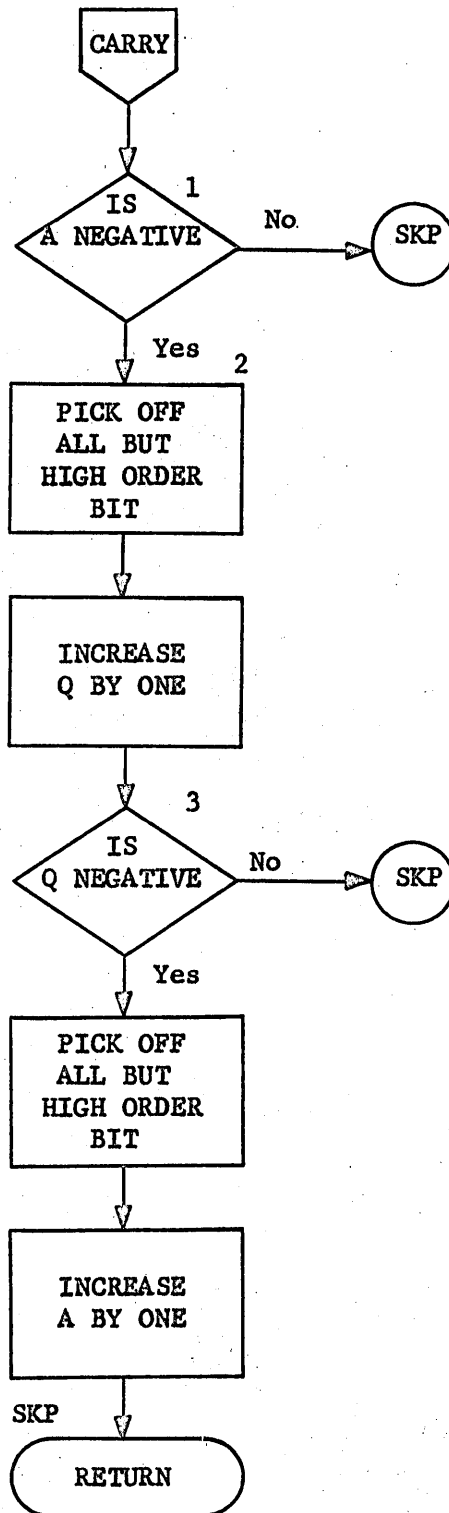 CARRY
1
IS
A NEGATIVE
No.
SKP
Yes
2
PICK OFF
ALL BUT
HIGH ORDER
BIT
INCREASE
Q BY ONE
3
IS
Q NEGATIVE
No
SKP
Yes
PICK OFF
ALL BUT
HIGH ORDER
BIT
INCREASE
A BY ONE
SKP
RETURN